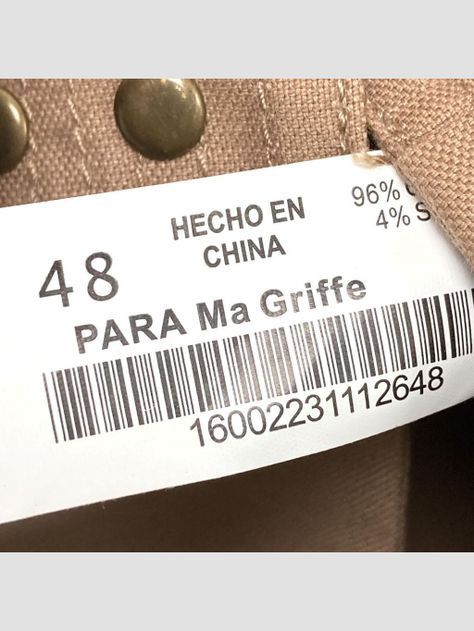 48
HECHO EN
CHINA
96%
4%
PARA Ma Griffe
16002231112648